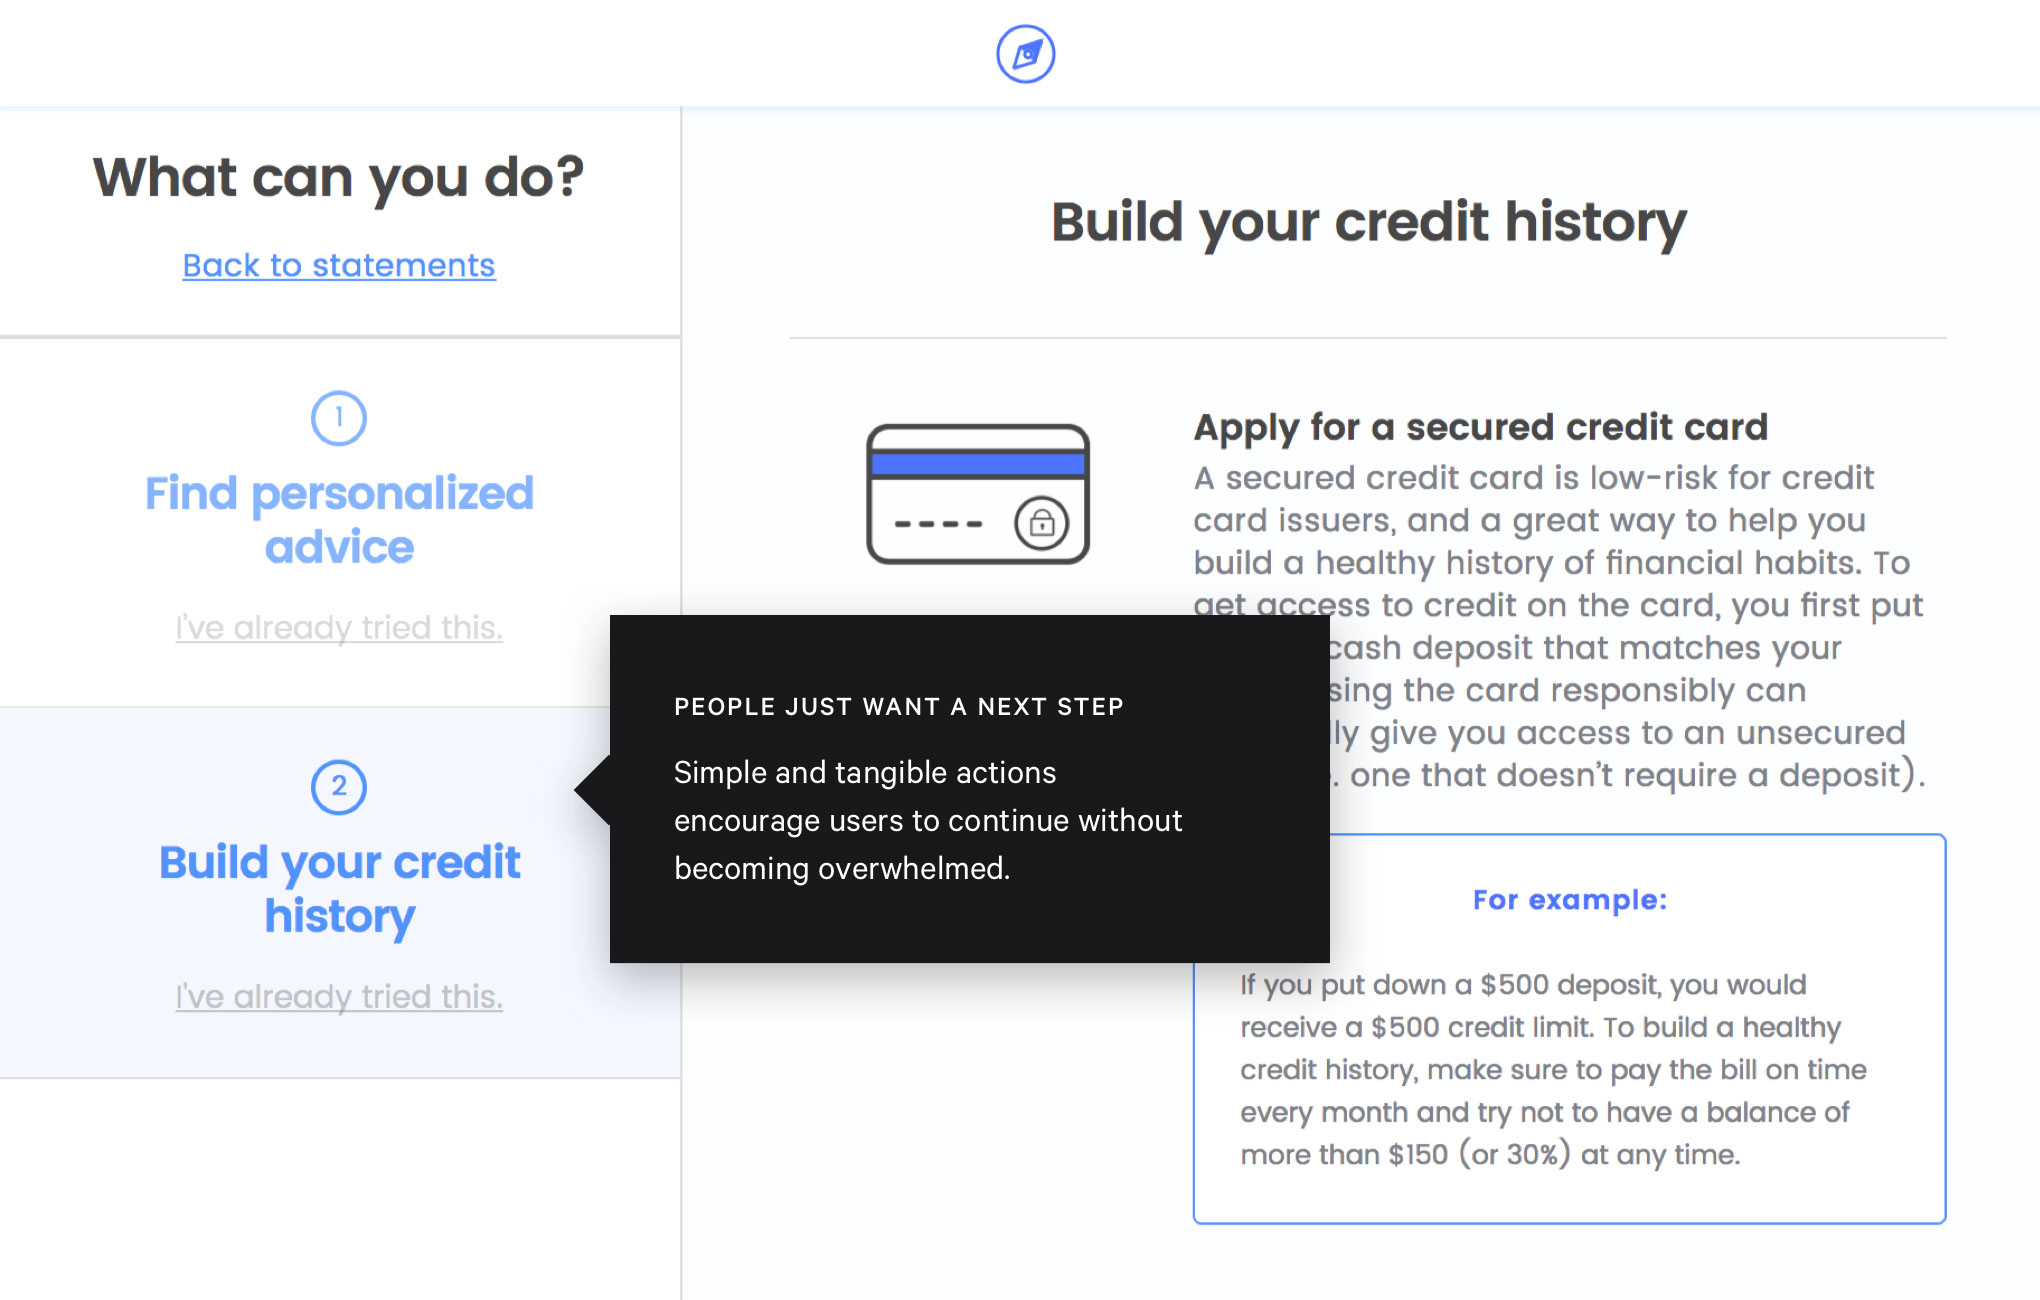 What can you do?
Back to statements
1
Find personalized
advice
I've already tried this.
2
Build your credit
history
I've already tried this.
PEOPLE JUST WANT A NEXT STEP
Simple and tangible actions
encourage users to continue without
becoming overwhelmed.
Build your credit history
Apply for a secured credit card
A secured credit card is low-risk for credit
card issuers, and a great way to help you
build a healthy history of financial habits. To
get access to credit on the card, you first put
cash deposit that matches your
the card responsibly can
give you access to an unsecured
one that doesn't require a deposit).
For example:
If you put down a $500 deposit, you would
receive a $500 credit limit. To build a healthy
credit history, make sure to pay the bill on time
every month and try not to have a balance of
more than $150 (or 30%) at any time.